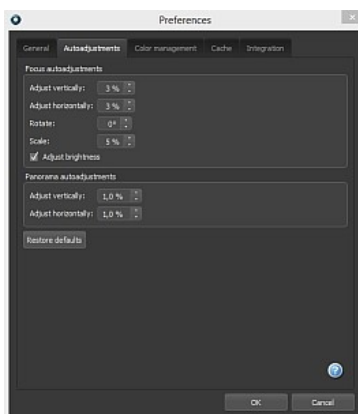 Preferences
General Autoadjustments Color management Cache Integration
Focus autoadjustments
Adjust vertically: 3 %
Adjust horizontally: 3 %
Rotate: 0°
Scale: 5 %
Adjust brightness
Panorama autoadjustments
Adjust vertically: 1,0 %
Adjust horizontally: 1,0 %
Restore defaults
OK Cancel